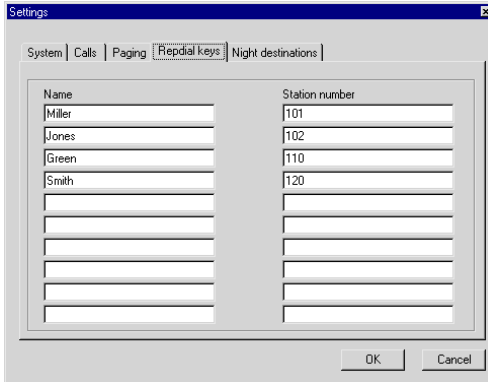 Settings
System Calls Paging Repdial keys Night destinations
Name Station number
Miller 101
Jones 102
Green 110
Smith 120
OK Cancel